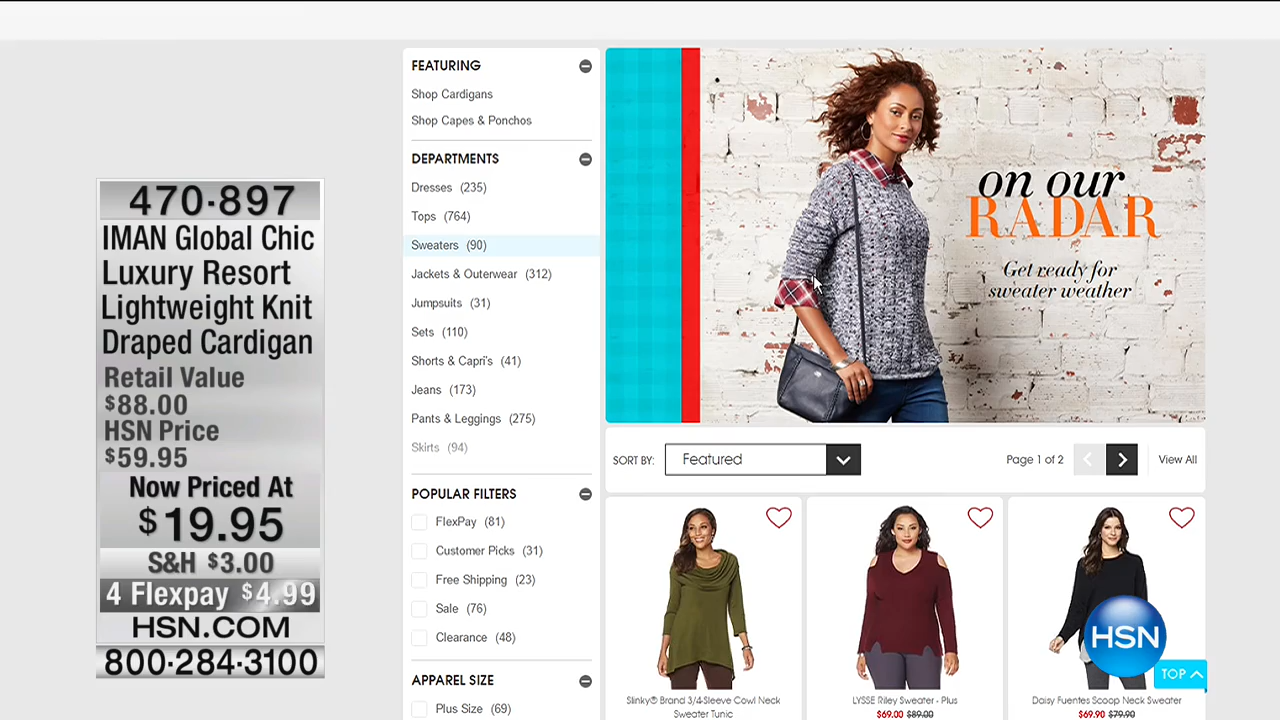 470-897
IMAN Global Chic
Luxury Resort
Lightweight Knit
Draped Cardigan
Retail Value
$88.00
HSN Price
$59.95
Now Priced At
$19.95
S&H $3.00
4 Flexpay $4.99
HSN.COM
800-284-3100
FEATURING
Shop Cardigans
Shop Capes & Ponchos
DEPARTMENTS
Dresses (235)
Tops (764)
Sweaters (90)
Jackets & Outerwear (312)
Jumpsuits (31)
Sets (110)
Shorts & Capri's (41)
Jeans (173)
Pants & Leggings (275)
Skirts (94)
POPULAR FILTERS
FlexPay (81)
Customer Picks (31)
Free Shipping (23)
Sale (76)
Clearance (48)
APPAREL SIZE
Plus Size (69)
on our
RADAR
Get ready for
sweater weather
SORT BY: Featured
Page 1 of 2
View All
Slinky® Brand 3/4-Sleeve Cowl Neck
Sweater Tunic
LYSSE Riley Sweater - Plus
$69.00 $89.00
Daisy Fuentes Scoop Neck Sweater
$69.90 $79.90
HSN
TOP